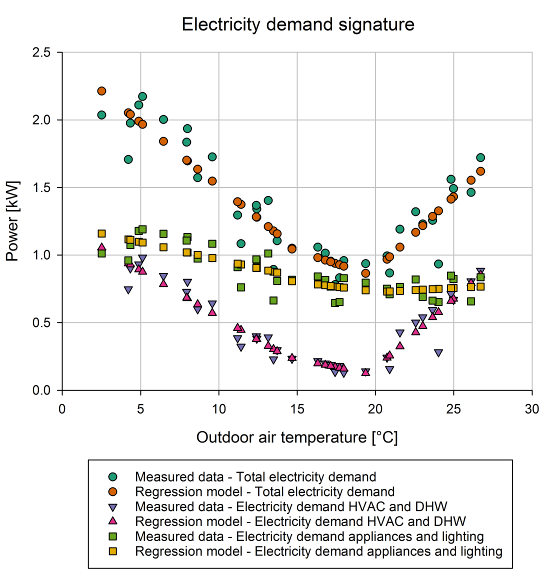 Electricity demand signature
2.5
2.0
1.5
1.0
0.5
0.0
Power [kW]
0 5 10 15 20 25 30
Outdoor air temperature [°C]
Measured data - Total electricity demand
Regression model - Total electricity demand
Measured data - Electricity demand HVAC and DHW
Regression model - Electricity demand HVAC and DHW
Measured data - Electricity demand appliances and lighting
Regression model - Electricity demand appliances and lighting